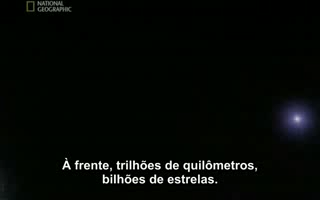 NATIONAL
GEOGRAPHIC
À frente, trilhões de quilômetros,
bilhões de estrelas.